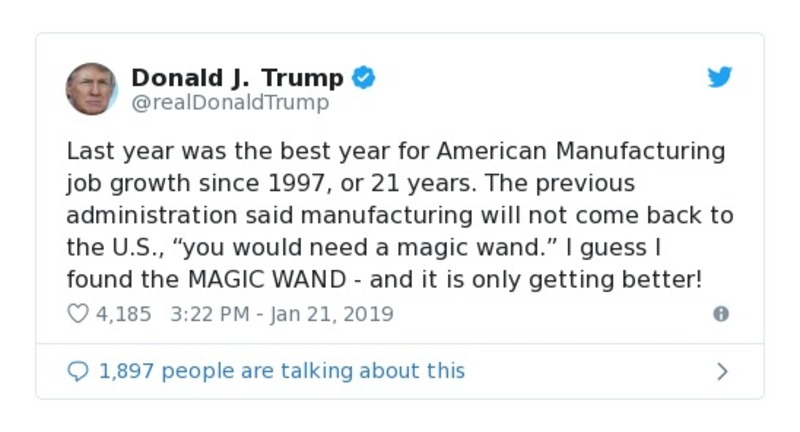 Donald J. Trump
@realDonaldTrump
Last year was the best year for American Manufacturing
job growth since 1997, or 21 years. The previous
administration said manufacturing will not come back to
the U.S., “you would need a magic wand.” I guess I
found the MAGIC WAND - and it is only getting better!
4,185 3:22 PM - Jan 21, 2019
1,897 people are talking about this